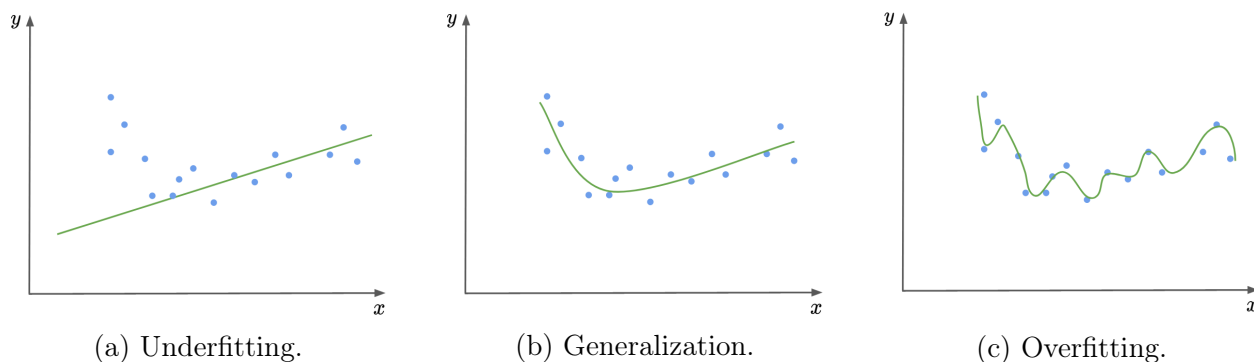 y
x
(a) Underfitting.
y
x
(b) Generalization.
y
x
(c) Overfitting.